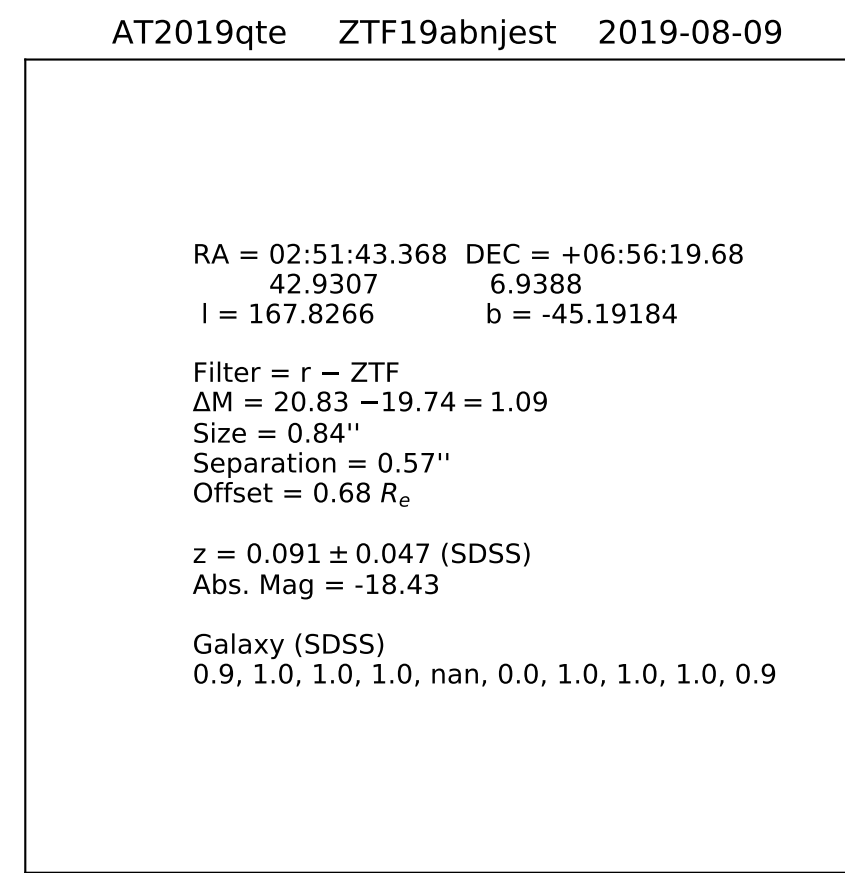 AT2019qte ZTF19abnjest 2019-08-09
RA = 02:51:43.368 DEC = +06:56:19.68
42.9307 6.9388
l = 167.8266 b = -45.19184
Filter = r − ZTF
ΔM = 20.83 −19.74 = 1.09
Size = 0.84''
Separation = 0.57''
Offset = 0.68 Re
z = 0.091 ± 0.047 (SDSS)
Abs. Mag = -18.43
Galaxy (SDSS)
0.9, 1.0, 1.0, 1.0, nan, 0.0, 1.0, 1.0, 1.0, 0.9